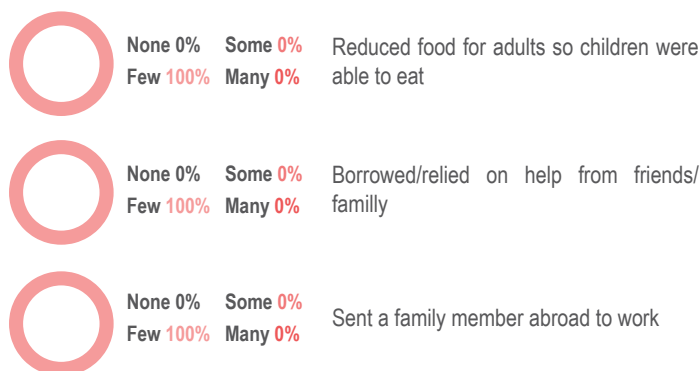 None 0% Some 0%
Few 100% Many 0%
Reduced food for adults so children were
able to eat
None 0% Some 0%
Few 100% Many 0%
Borrowed/relied on help from friends/
familly
None 0% Some 0%
Few 100% Many 0%
Sent a family member abroad to work